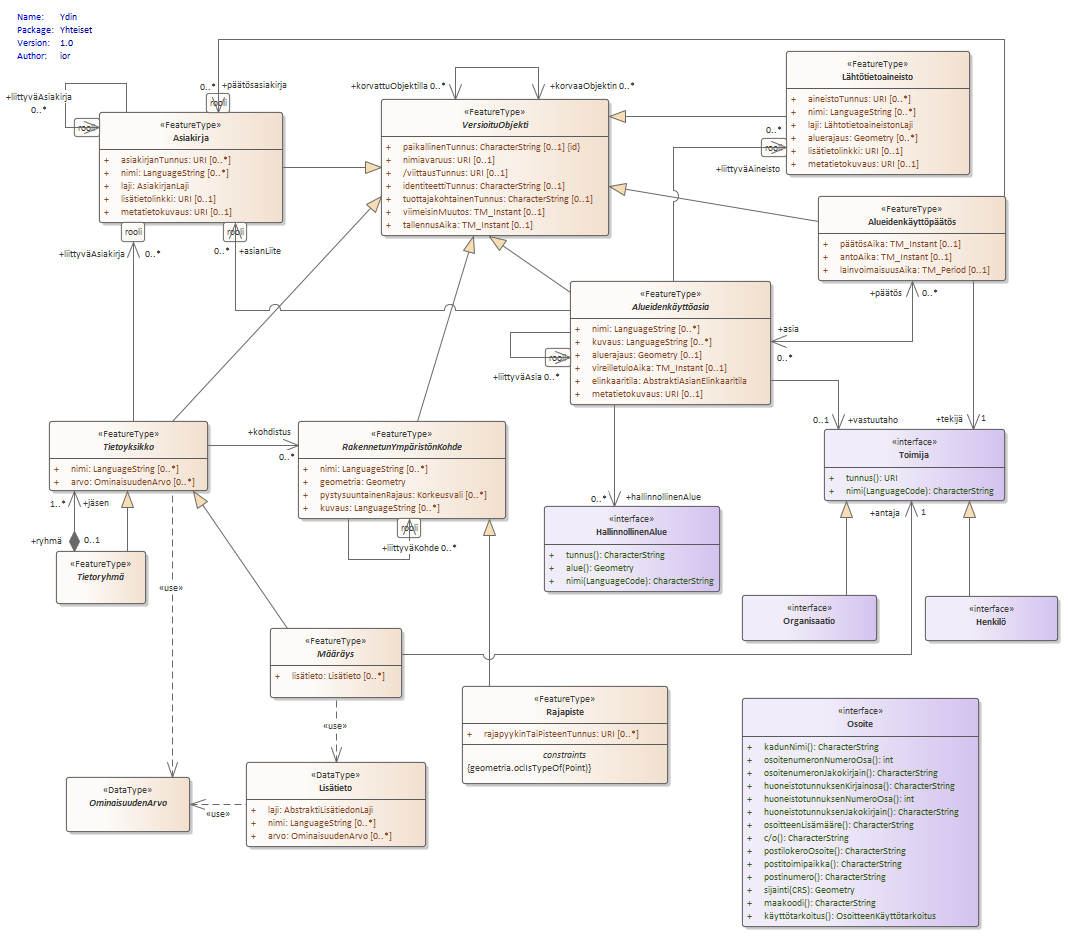 Name: Ydin
Package: Yhteiset
Version: 1.0
Author: ior
0..* +päätösasiakirja
rooli
+liittyväAsiakirja
0..*
rooli
«FeatureType»
Asiakirja
+ asiakirjanTunnus: URI [0..*]
+ nimi: LanguageString [0..*]
+ laji: AsiakirjanLaji
+ lisätietolinkki: URI [0..1]
+ metatietokuvaus: URI [0..1]
rooli
rooli
+liittyväAsiakirja 0..*
0..* +asianLiite
+korvattuObjektilla 0..*
+korvaaObjektin 0..*
«FeatureType»
VersioituObjekti
+ paikallinenTunnus: CharacterString [0..1] {id}
+ nimiavaruus: URI [0..1]
+ /viittausTunnus: URI [0..1]
+ identiteettiTunnus: CharacterString [0..1]
+ tuottajakohtainenTunnus: CharacterString [0..1]
+ viimeisinMuutos: TM_Instant [0..1]
+ tallennusAika: TM_Instant [0..1]
«FeatureType»
Lähtötietoaineisto
+ aineistoTunnus: URI [0..*]
+ nimi: LanguageString [0..*]
+ laji: LähtotietoaineistonLaji
+ aluerajaus: Geometry [0..*]
+ lisätietolinkki: URI [0..1]
+ metatietokuvaus: URI [0..1]
0..*
rooli
+liittyväAineisto
«FeatureType»
Alueidenkäyttöpäätös
+ päätösAika: TM_Instant [0..1]
+ antoAika: TM_Instant [0..1]
+ lainvoimaisuusAika: TM_Period [0..1]
+päätös 0..*
«FeatureType»
Alueidenkäyttöasia
+ nimi: LanguageString [0..*]
+ kuvaus: LanguageString [0..*]
+ aluerajaus: Geometry [0..1]
+ vireilletuloAika: TM_Instant [0..1]
+ elinkaaritila: AbstraktiAsianElinkaaritila
+ metatietokuvaus: URI [0..1]
+asia
0..*
rooli
+liittyväAsia 0..*
0..1 +vastuutaho
+tekijä 1
«interface»
Toimija
+ tunnus(): URI
+ nimi(LanguageCode): CharacterString
+antaja 1
«FeatureType»
Tietoyksikkö
+ nimi: LanguageString [0..*]
+ arvo: OminaisuudenArvo [0..*]
+kohdistus
0..*
«FeatureType»
RakennetunYmpäristönKohde
+ nimi: LanguageString [0..*]
+ geometria: Geometry
+ pystysuuntainenRajaus: Korkeusvali [0..*]
+ kuvaus: LanguageString [0..*]
rooli
+liittyväKohde 0..*
1..* +jäsen
+ryhmä 0..1
«FeatureType»
Tietoryhmä
«use»
0..* +hallinnollinenAlue
«interface»
HallinnollinenAlue
+ tunnus(): CharacterString
+ alue(): Geometry
+ nimi(LanguageCode): CharacterString
«interface»
Organisaatio
«interface»
Henkilö
«FeatureType»
Määräys
+ lisätieto: Lisätieto [0..*]
«use»
«FeatureType»
Rajapiste
+ rajapyykinTaiPisteenTunnus: URI [0..*]
constraints
{geometria.oclIsTypeOf(Point)}
«DataType»
OminaisuudenArvo
«use»
«DataType»
Lisätieto
+ laji: AbstraktiLisätiedonLaji
+ nimi: LanguageString [0..*]
+ arvo: OminaisuudenArvo [0..*]
«interface»
Osoite
+ kadunNimi(): CharacterString
+ osoitenumeronNumeroOsa(): int
+ osoitenumeronJakokirjain(): CharacterString
+ huoneistotunnuksenKirjainosa(): CharacterString
+ huoneistotunnuksenNumeroOsa(): int
+ huoneistotunnuksenJakokirjain(): CharacterString
+ osoitteenLisämääre(): CharacterString
+ c/o(): CharacterString
+ postilokeroOsoite(): CharacterString
+ postitoimipaikka(): CharacterString
+ postinumero(): CharacterString
+ sijainti(CRS): Geometry
+ maakoodi(): CharacterString
+ käyttötarkoitus(): OsoitteenKäyttötarkoitus